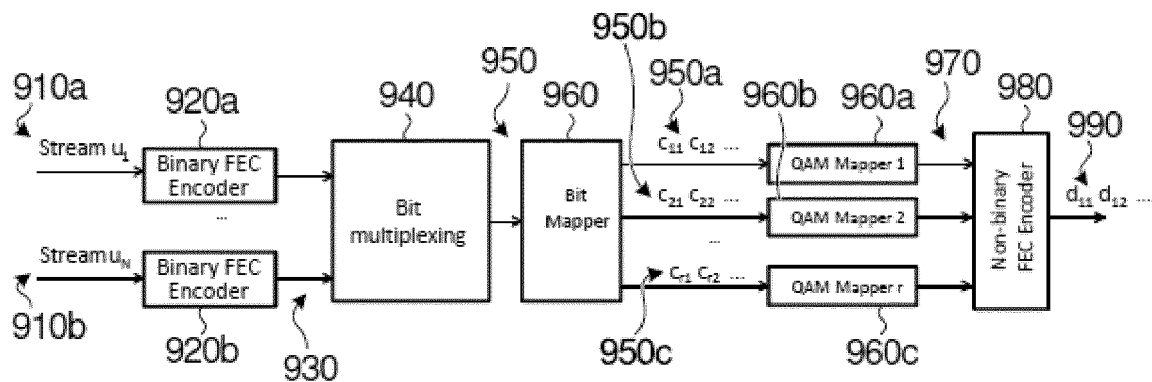 950b
910a
920a
940
950
960
950a
960b
960a
970
980
990
Stream u1
Binary FEC
Encoder
...
Stream uN
Binary FEC
Encoder
910b
920b
930
Bit
multiplexing
Bit
Mapper
c11 c12 ...
c21 c22 ...
...
cr1 cr2 ...
950c
QAM Mapper 1
QAM Mapper 2
QAM Mapper r
960c
Non-binary
FEC Encoder
d11 d12 ...